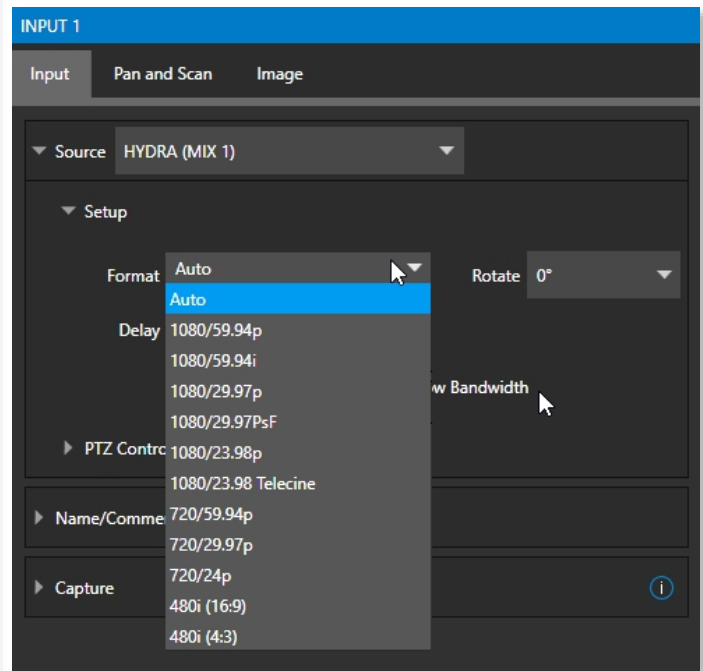 INPUT 1
Input Pan and Scan Image
Source HYDRA (MIX 1)
Setup
Format Auto Rotate 0°
Auto
Delay 1080/59.94p
1080/59.94i
1080/29.97p
Bandwidth
1080/29.97PsF
PTZ Contro 1080/23.98p
1080/23.98 Telecine
Name/Comme 720/59.94p
720/29.97p
720/24p
Capture
480i (16:9)
480i (4:3)